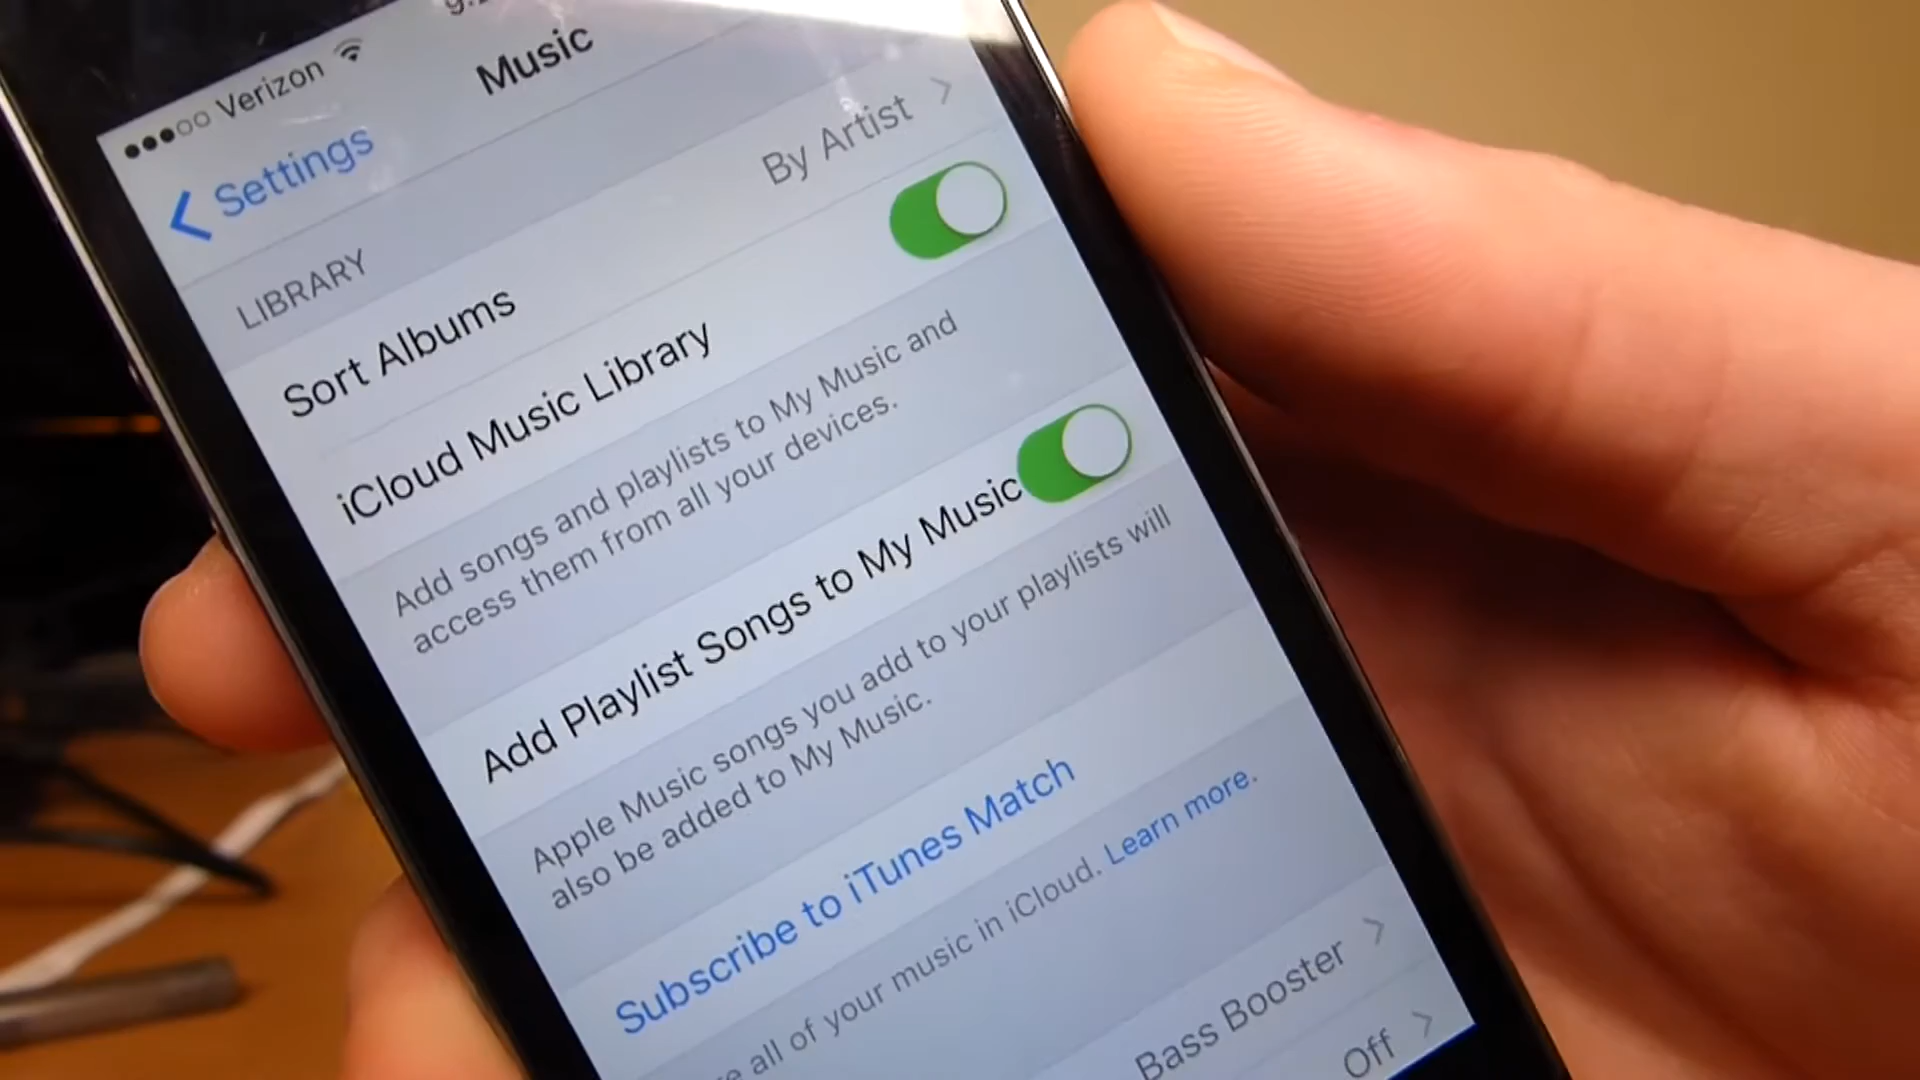 Verizon
Music
Settings
LIBRARY
Sort Albums By Artist
iCloud Music Library
Add songs and playlists to My Music and
access them from all your devices.
Add Playlist Songs to My Music
Apple Music songs you add to your playlists will
also be added to My Music.
Subscribe to iTunes Match
all of your music in iCloud. Learn more.
Bass Booster
Off